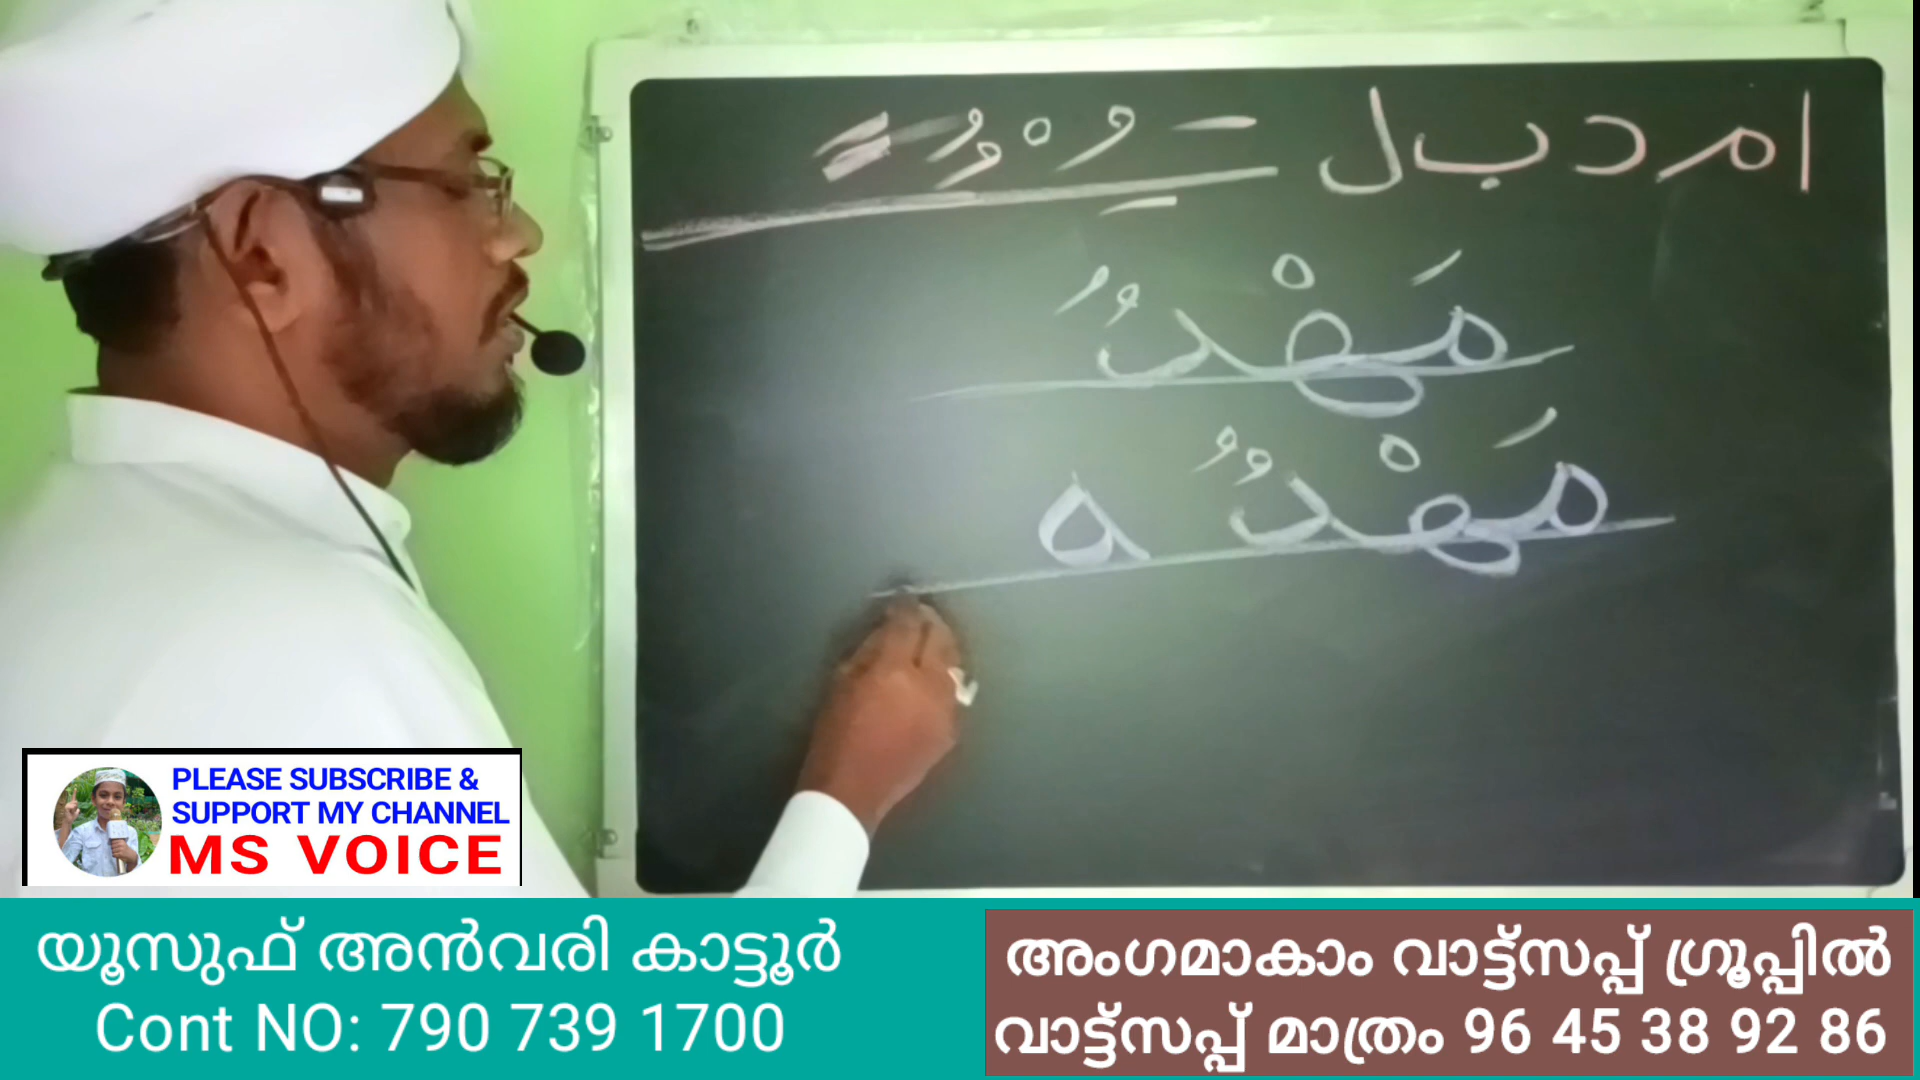 ا م ر د ب ل
مَهْدٌ
مَهْدٌ ه
PLEASE SUBSCRIBE &
SUPPORT MY CHANNEL
MS VOICE
യൂസുഫ് അൻവരി കാട്ടൂർ
Cont NO: 790 739 1700
അംഗമാകാം വാട്ട്സപ്പ് ഗ്രൂപ്പിൽ
വാട്ട്സപ്പ് മാത്രം 96 45 38 92 86